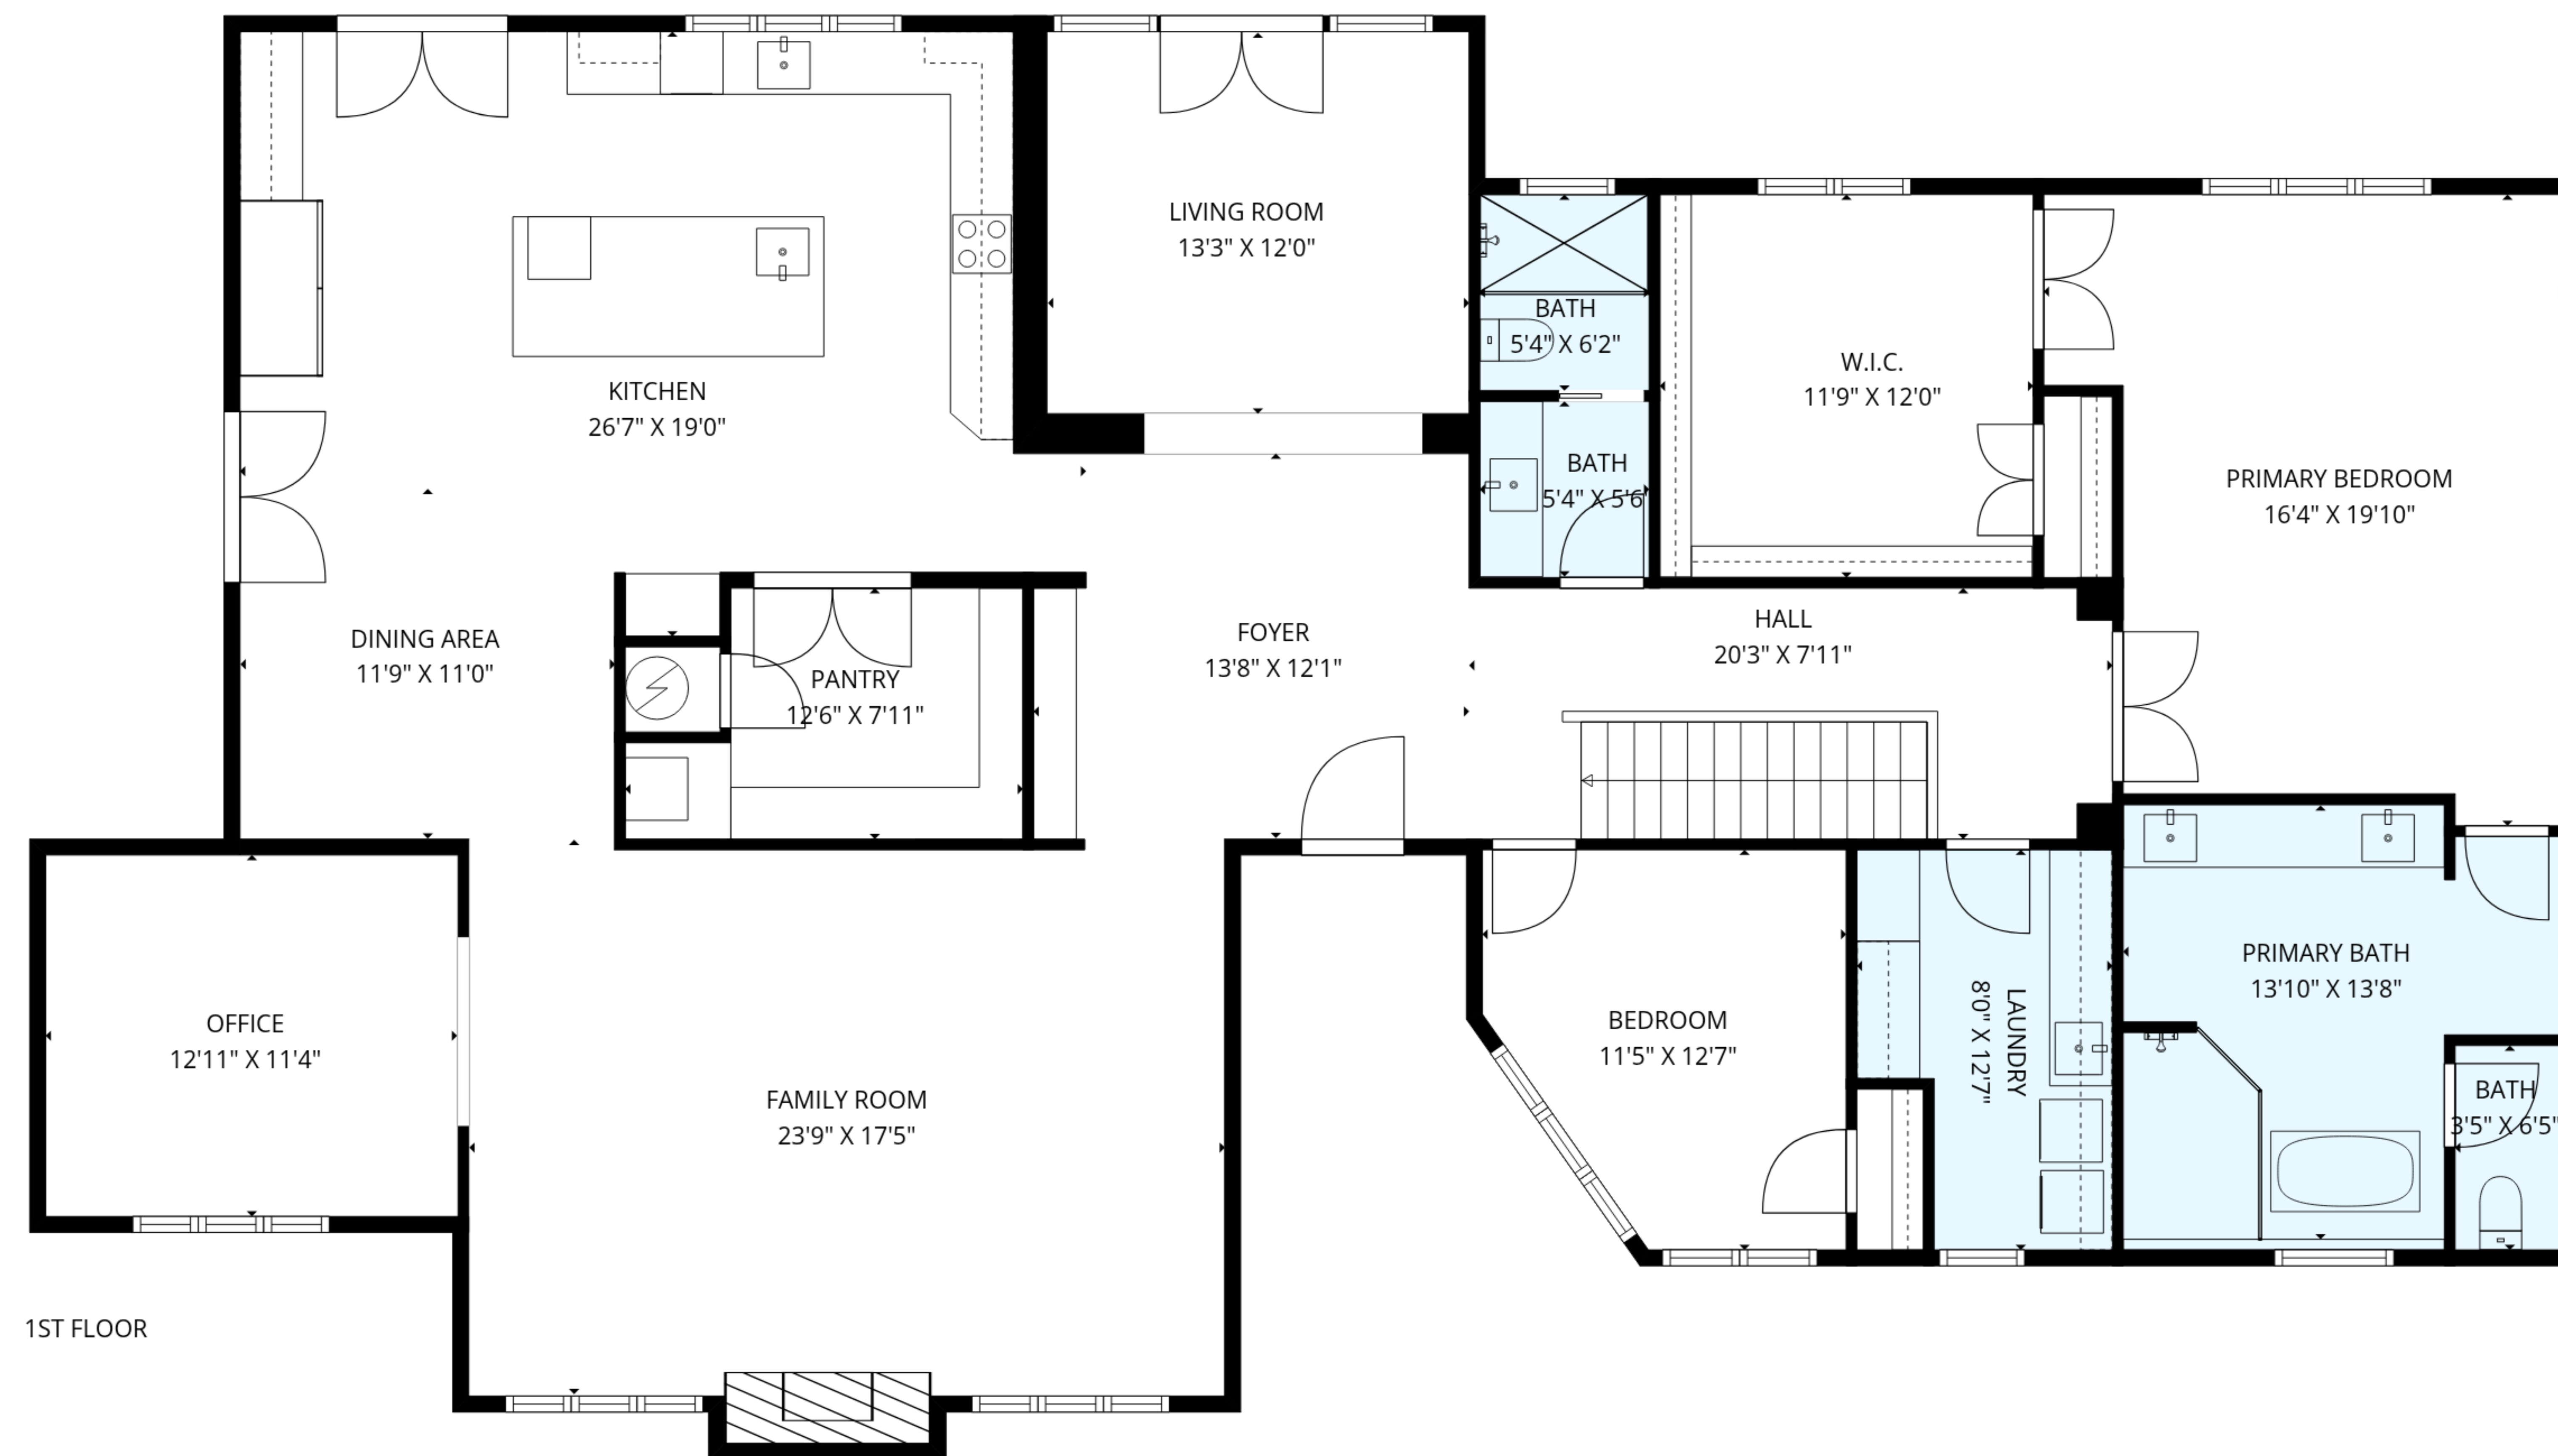 LIVING ROOM
13'3" X 12'0"
BATH
5'4" X 6'2"
W.I.C.
11'9" X 12'0"
KITCHEN
26'7" X 19'0"
BATH
5'4" X 5'6
PRIMARY BEDROOM
16'4" X 19'10"
DINING AREA
11'9" X 11'0"
PANTRY
12'6" X 7'11"
FOYER
13'8" X 12'1"
HALL
20'3" X 7'11"
OFFICE
12'11" X 11'4"
FAMILY ROOM
23'9" X 17'5"
BEDROOM
11'5" X 12'7"
LAUNDRY
8'0" X 12'7"
PRIMARY BATH
13'10" X 13'8"
BATH
3'5" X 6'5"
1ST FLOOR